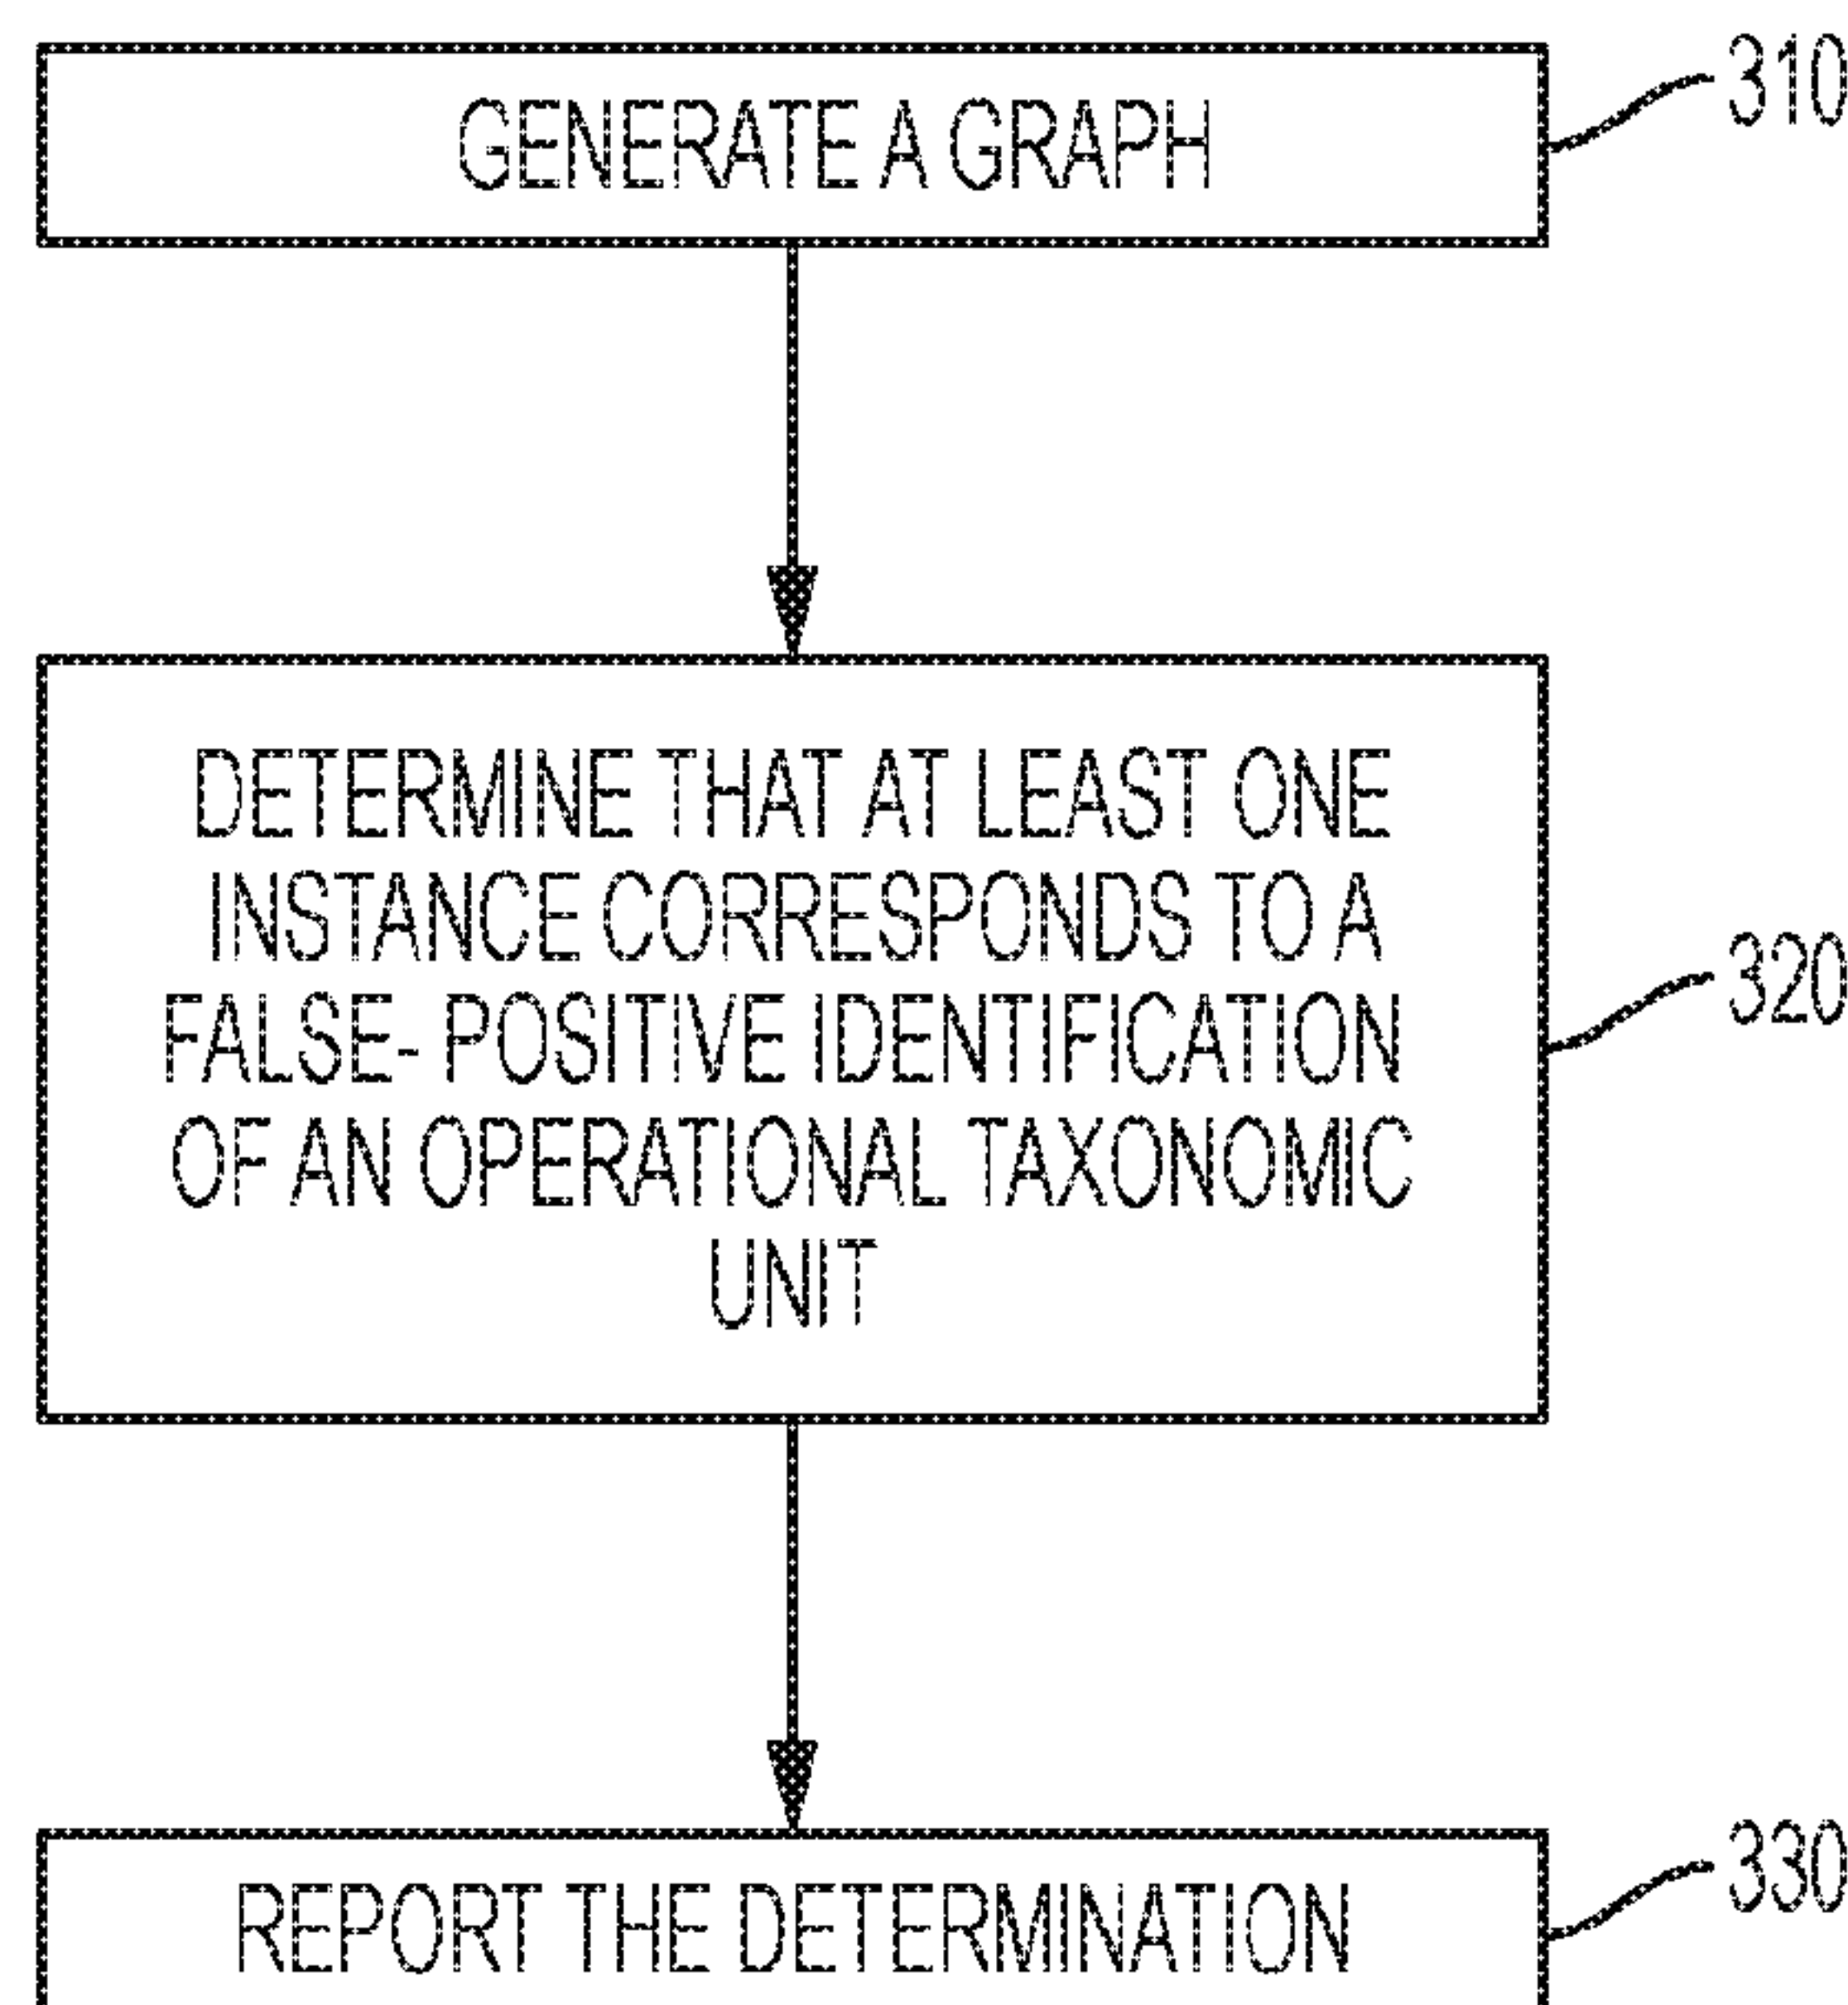 GENERATE A GRAPH
310
DETERMINE THAT AT LEAST ONE
INSTANCE CORRESPONDS TO A
FALSE- POSITIVE IDENTIFICATION
OF AN OPERATIONAL TAXONOMIC
UNIT
320
REPORT THE DETERMINATION
330